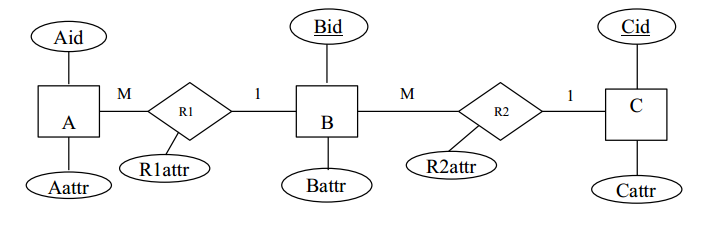 Aid
Bid
Cid
M
1
M
1
A
R1
B
R2
C
R1attr
R2attr
Aattr
Battr
Cattr